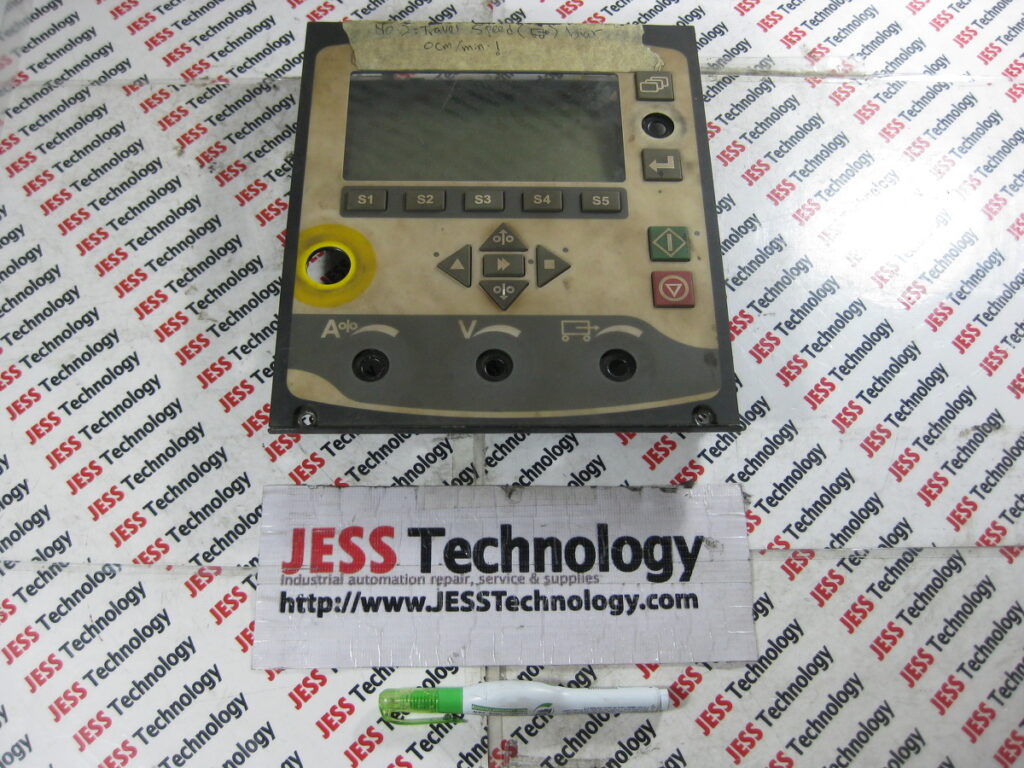 Travel Speed
0cm/min!
S1 S2 S3 S4 S5
A V
JESS Technology
industrial automation repair, service & supplies
http://www.JESSTechnology.com